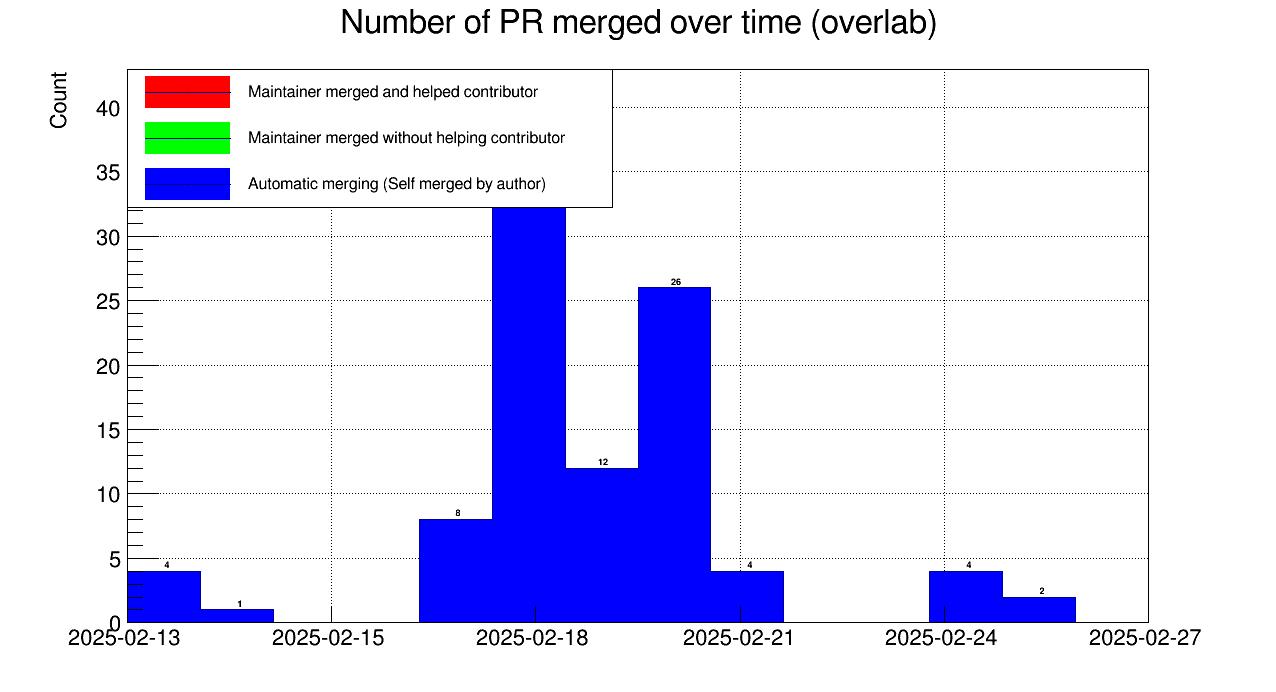 Number of PR merged over time (overlab)
Count
Maintainer merged and helped contributor
Maintainer merged without helping contributor
Automatic merging (Self merged by author)
40
35
30
25
20
15
10
5
0
4
1
8
12
26
4
4
2
2025-02-13 2025-02-15 2025-02-18 2025-02-21 2025-02-24 2025-02-27